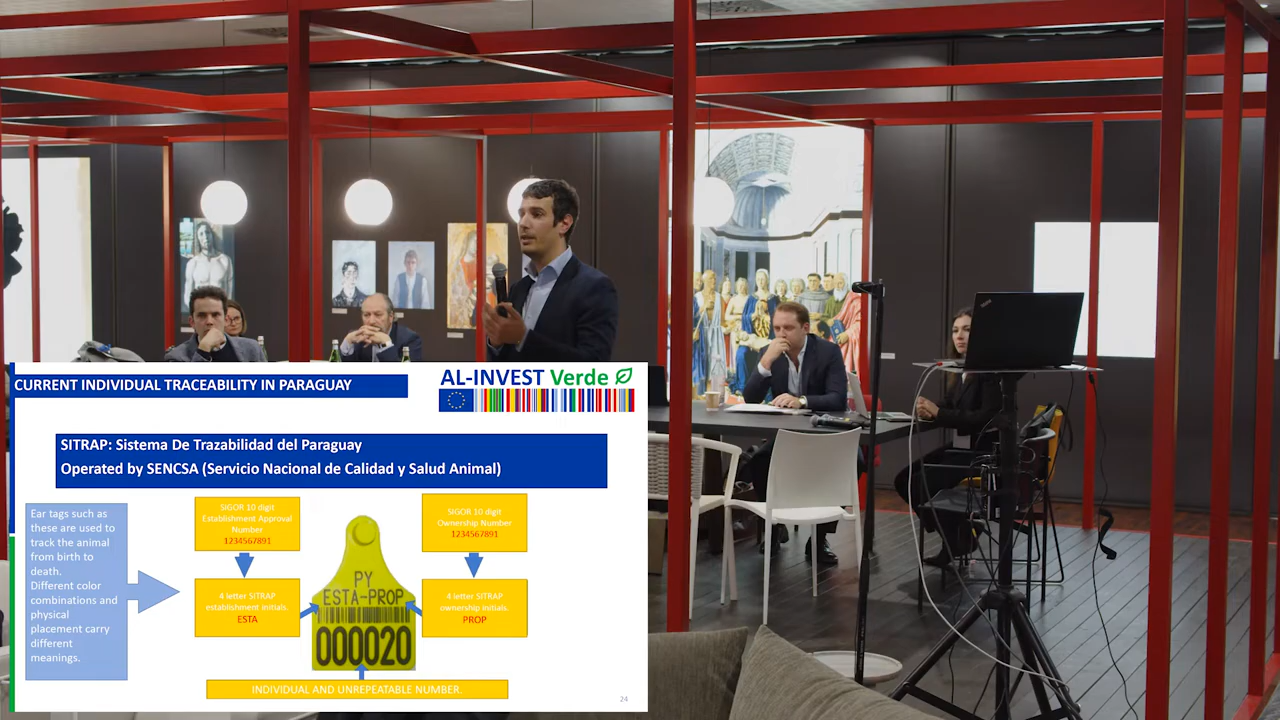 CURRENT INDIVIDUAL TRACEABILITY IN PARAGUAY
AL-INVEST Verde
SITRAP: Sistema De Trazabilidad del Paraguay
Operated by SENCSA (Servicio Nacional de Calidad y Salud Animal)
Ear tags such as
these are used to
track the animal
from birth to
death.
Different color
combinations and
physical
placement carry
different
meanings.
SIGOR 10 digit
Establishment Approval
Number
1234567891
4 letter SITRAP
establishment initials.
ESTA
PY
ESTA-PROP
000020
SIGOR 10 digit
Ownership Number
1234567891
4 letter SITRAP
ownership initials.
PROP
INDIVIDUAL AND UNREPEATABLE NUMBER.
24